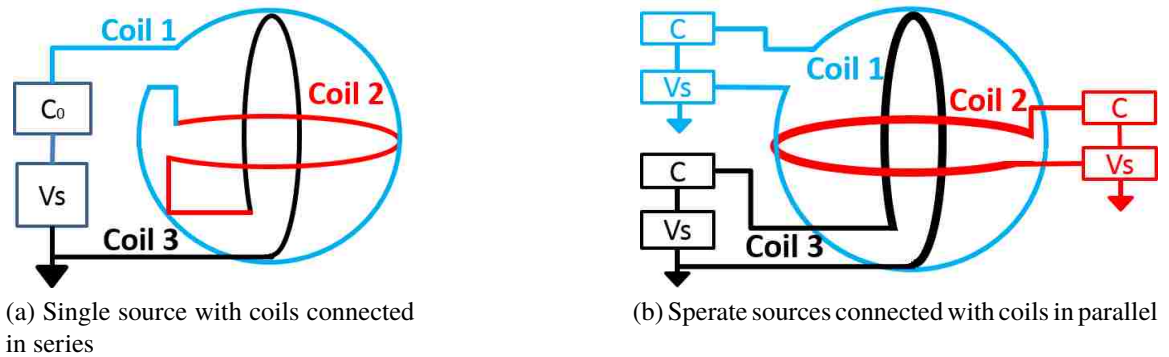 Coil 1
Coil 2
C₀
Vs
Coil 3
(a) Single source with coils connected
in series
C
Coil 1
Vs
Coil 2
C
C
Vs
Vs
Coil 3
(b) Sperate sources connected with coils in parallel